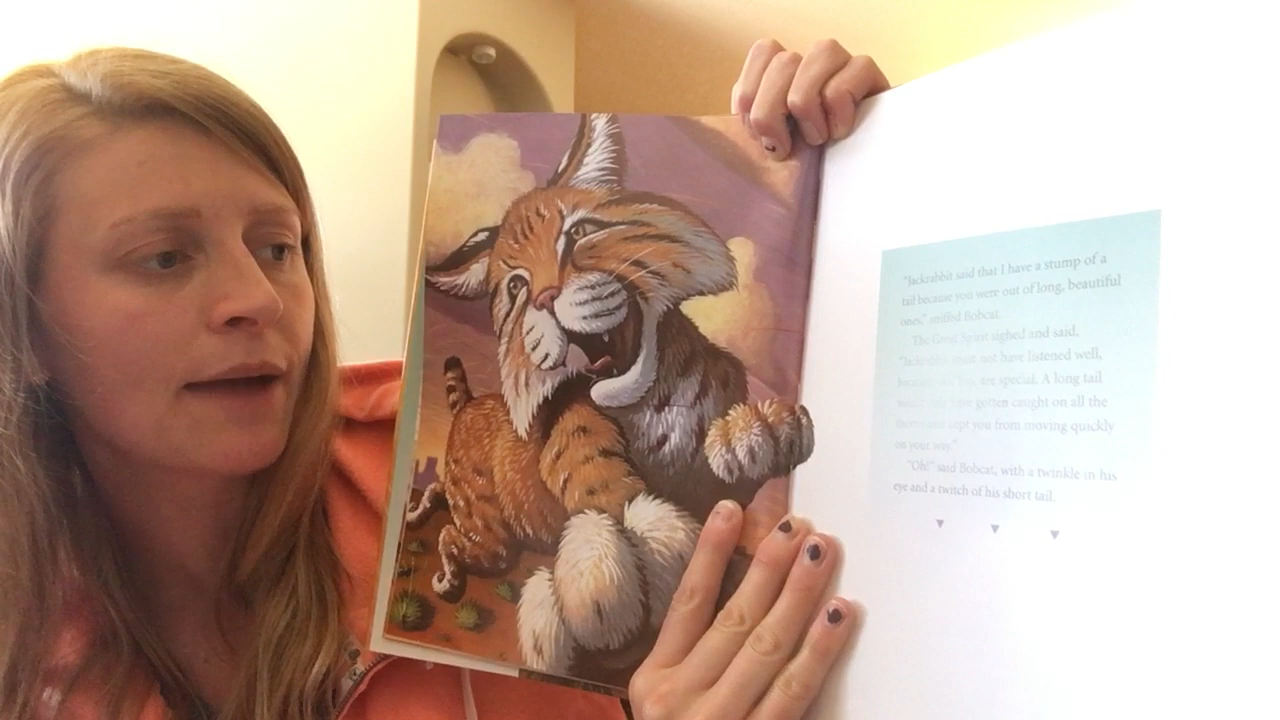 "Jackrabbit said that I have a stump of a
tail because you were out of long, beautiful
ones," sniffed Bobcat.
The Great Spirit sighed and said,
"Jackrabbit must not have listened well,
are special. A long tail
have gotten caught on all the
kept you from moving quickly
on your way."
"Oh!" said Bobcat, with a twinkle in his
eye and a twitch of his short tail.